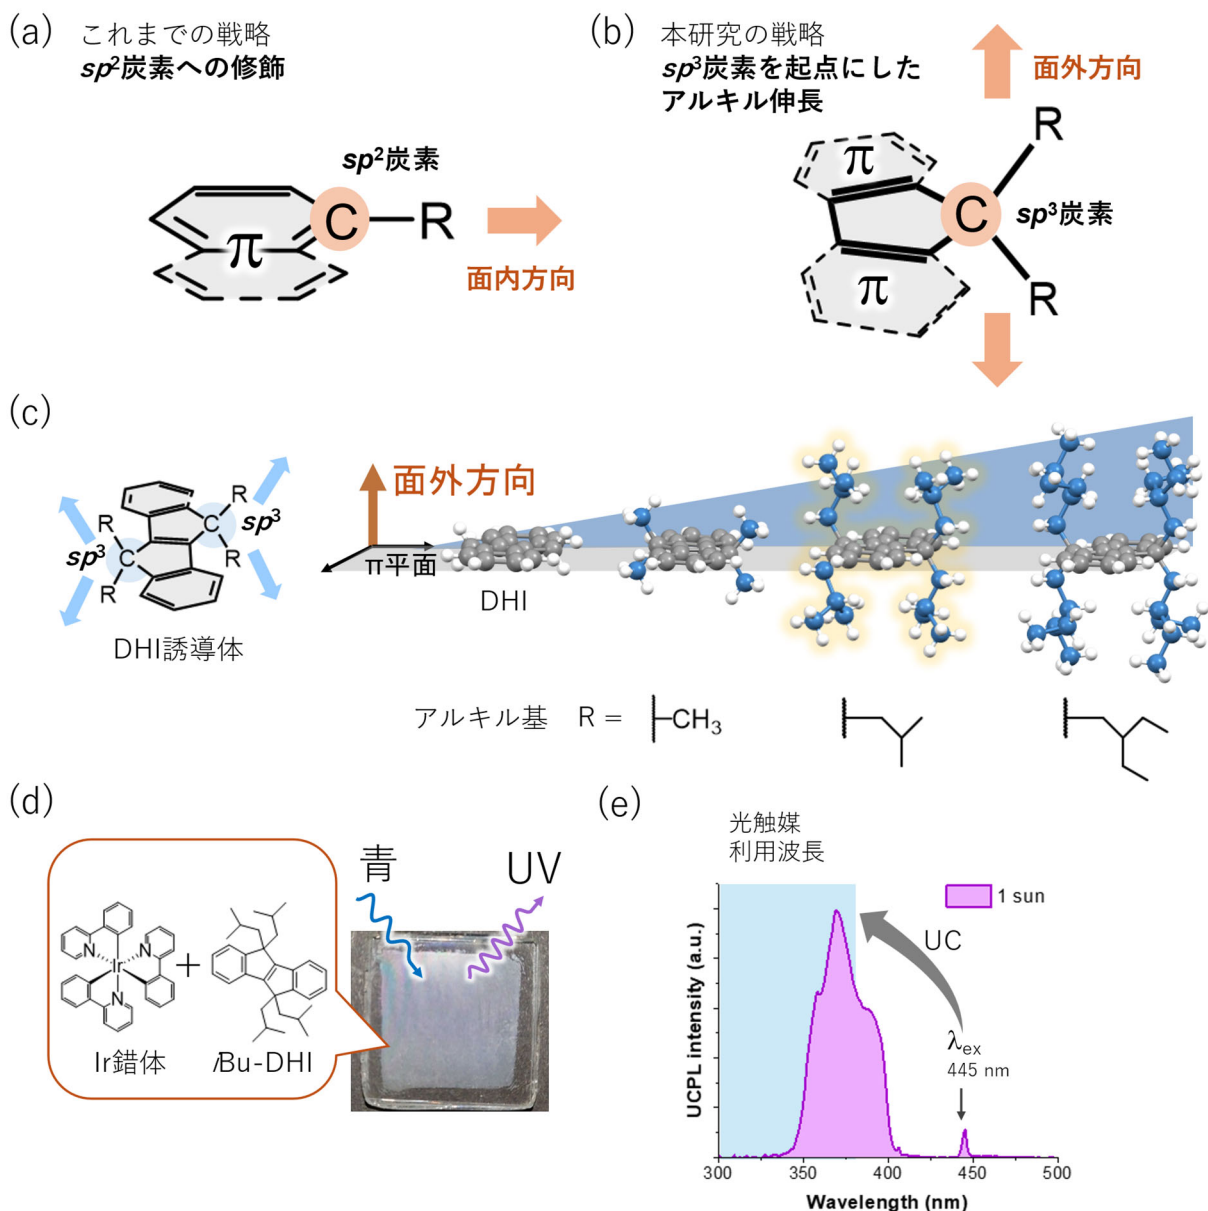 (a) これまでの戦略
sp²炭素への修飾
sp²炭素
C
R
π
面内方向
(b) 本研究の戦略
sp³炭素を起点にした
アルキル伸長
面外方向
R
π
C
sp³炭素
π
R
(c)
R
sp³
R
C
sp³
C
R
R
DHI誘導体
面外方向
π平面
DHI
アルキル基 R = CH₃
(d)
青
UV
N
Ir
N
N
+
Ir錯体
iBu-DHI
(e)
光触媒
利用波長
1 sun
UC
λex
445 nm
UCPL intensity (a.u.)
300 350 400 450 500
Wavelength (nm)